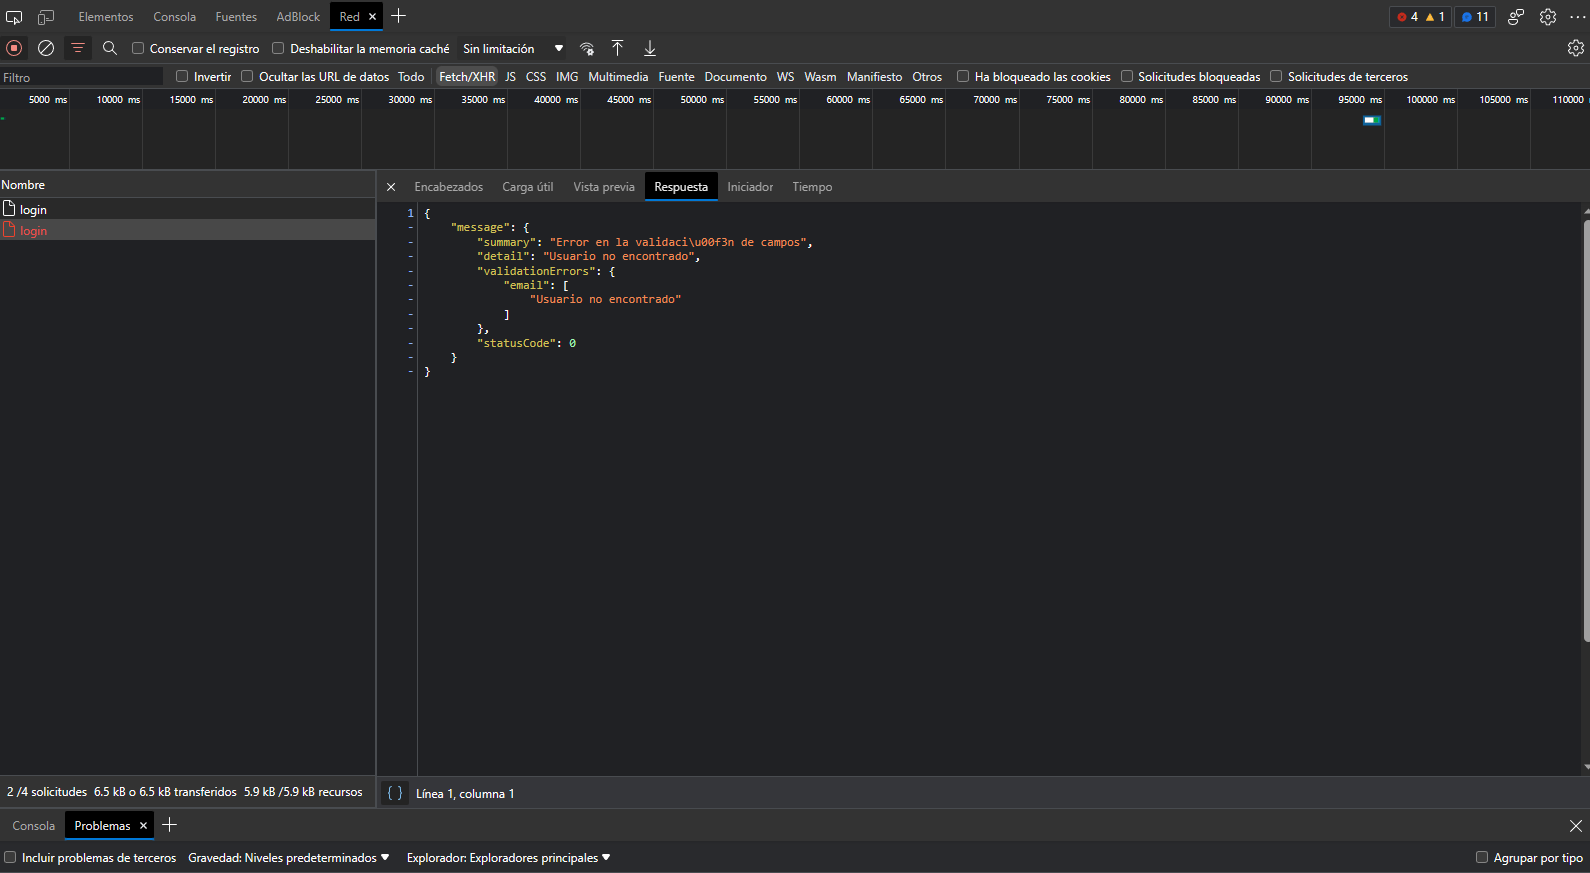 Elementos Consola Fuentes AdBlock Red × + 4 1 11
Conservar el registro Deshabilitar la memoria caché Sin limitación
Filtro Invertir Ocultar las URL de datos Todo Fetch/XHR JS CSS IMG Multimedia Fuente Documento WS Wasm Manifiesto Otros Ha bloqueado las cookies Solicitudes bloqueadas Solicitudes de terceros
5000 ms 10000 ms 15000 ms 20000 ms 25000 ms 30000 ms 35000 ms 40000 ms 45000 ms 50000 ms 55000 ms 60000 ms 65000 ms 70000 ms 75000 ms 80000 ms 85000 ms 90000 ms 95000 ms 100000 ms 105000 ms 110000
Nombre
login
login
× Encabezados Carga útil Vista previa Respuesta Iniciador Tiempo
1 {
- "message": {
- "summary": "Error en la validaci\u00f3n de campos",
- "detail": "Usuario no encontrado",
- "validationErrors": {
- "email": [
- "Usuario no encontrado"
- ]
- },
- "statusCode": 0
- }
- }
2 /4 solicitudes 6.5 kB o 6.5 kB transferidos 5.9 kB /5.9 kB recursos
{ } Línea 1, columna 1
Consola Problemas × +
Incluir problemas de terceros Gravedad: Niveles predeterminados Explorador: Exploradores principales Agrupar por tipo